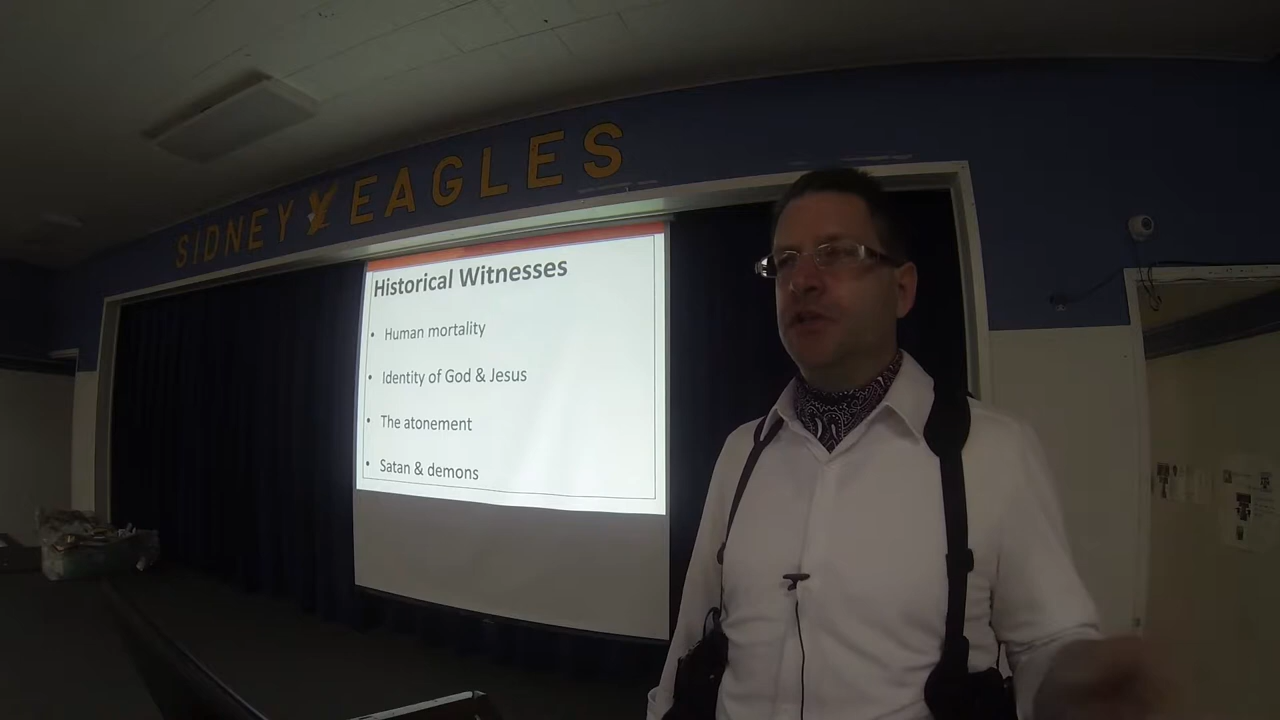 SIDNEY EAGLES
Historical Witnesses
• Human mortality
• Identity of God & Jesus
• The atonement
• Satan & demons